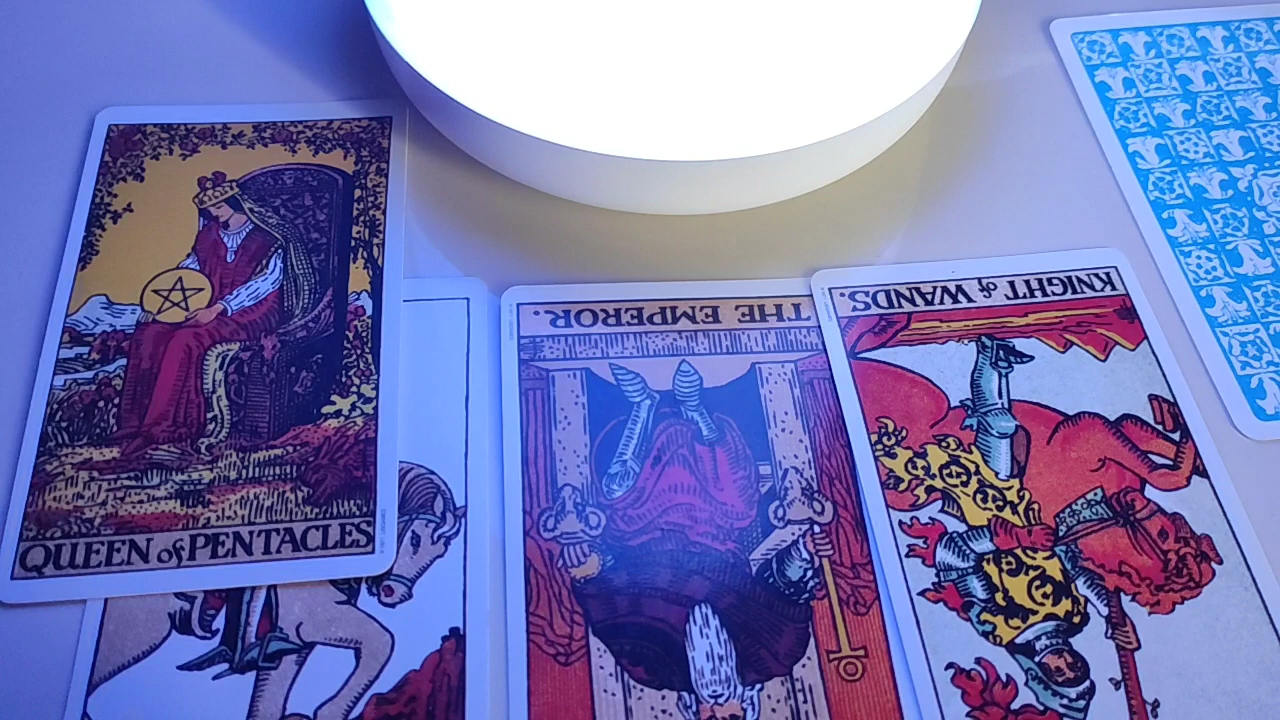 THE EMPEROR.
KNIGHT of WANDS.
QUEEN of PENTACLES